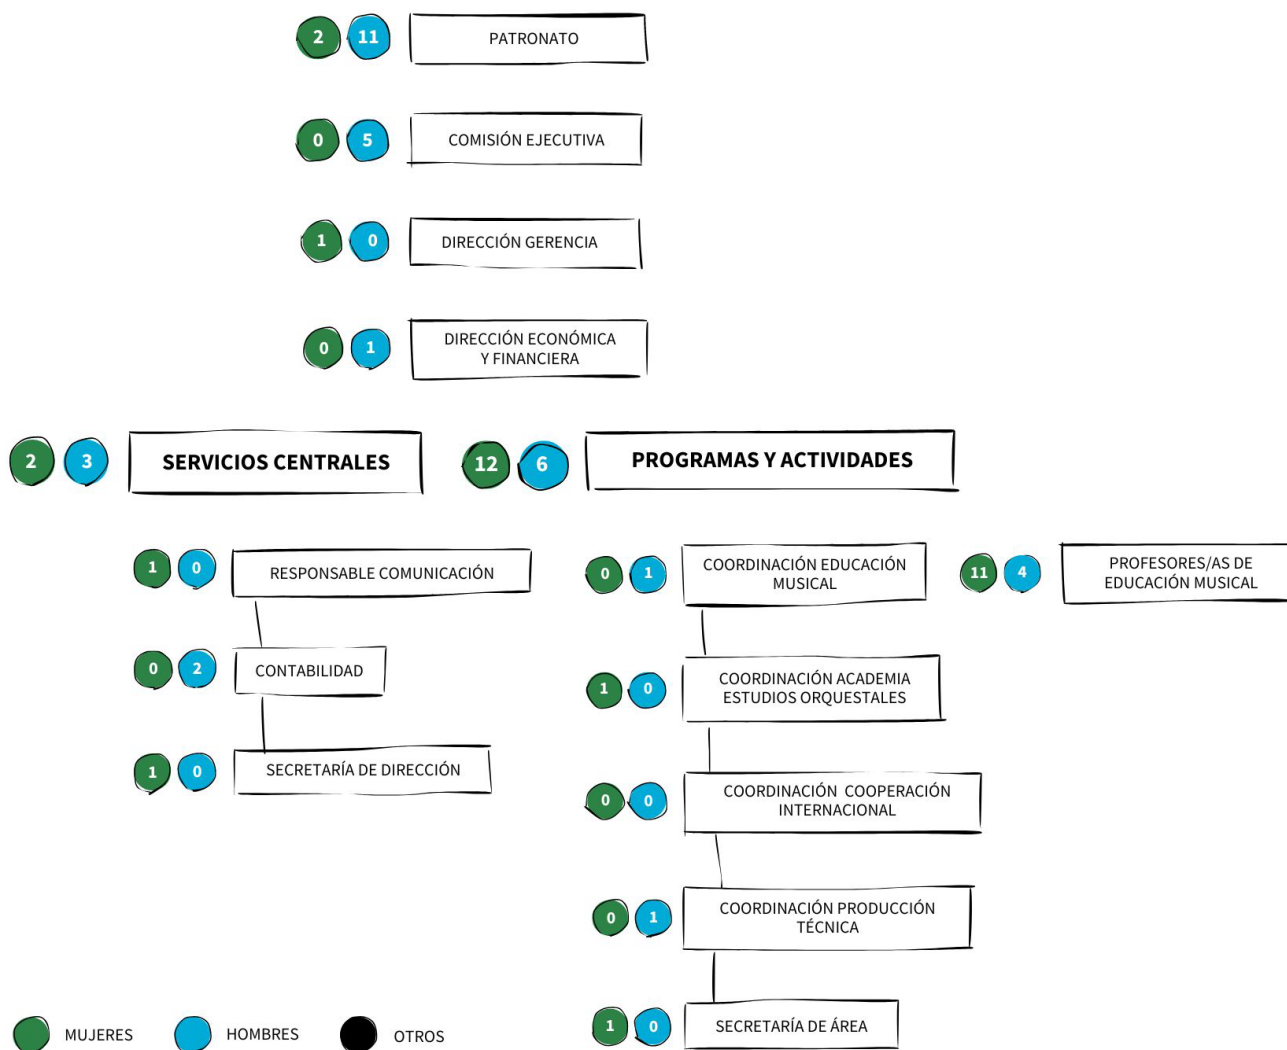 2 11 PATRONATO
0 5 COMISIÓN EJECUTIVA
1 0 DIRECCIÓN GERENCIA
0 1 DIRECCIÓN ECONÓMICA
Y FINANCIERA
2 3 SERVICIOS CENTRALES
1 0 RESPONSABLE COMUNICACIÓN
0 2 CONTABILIDAD
1 0 SECRETARÍA DE DIRECCIÓN
12 6 PROGRAMAS Y ACTIVIDADES
0 1 COORDINACIÓN EDUCACIÓN
MUSICAL
11 4 PROFESORES/AS DE
EDUCACIÓN MUSICAL
1 0 COORDINACIÓN ACADEMIA
ESTUDIOS ORQUESTALES
0 0 COORDINACIÓN COOPERACIÓN
INTERNACIONAL
0 1 COORDINACIÓN PRODUCCIÓN
TÉCNICA
1 0 SECRETARÍA DE ÁREA
MUJERES HOMBRES OTROS